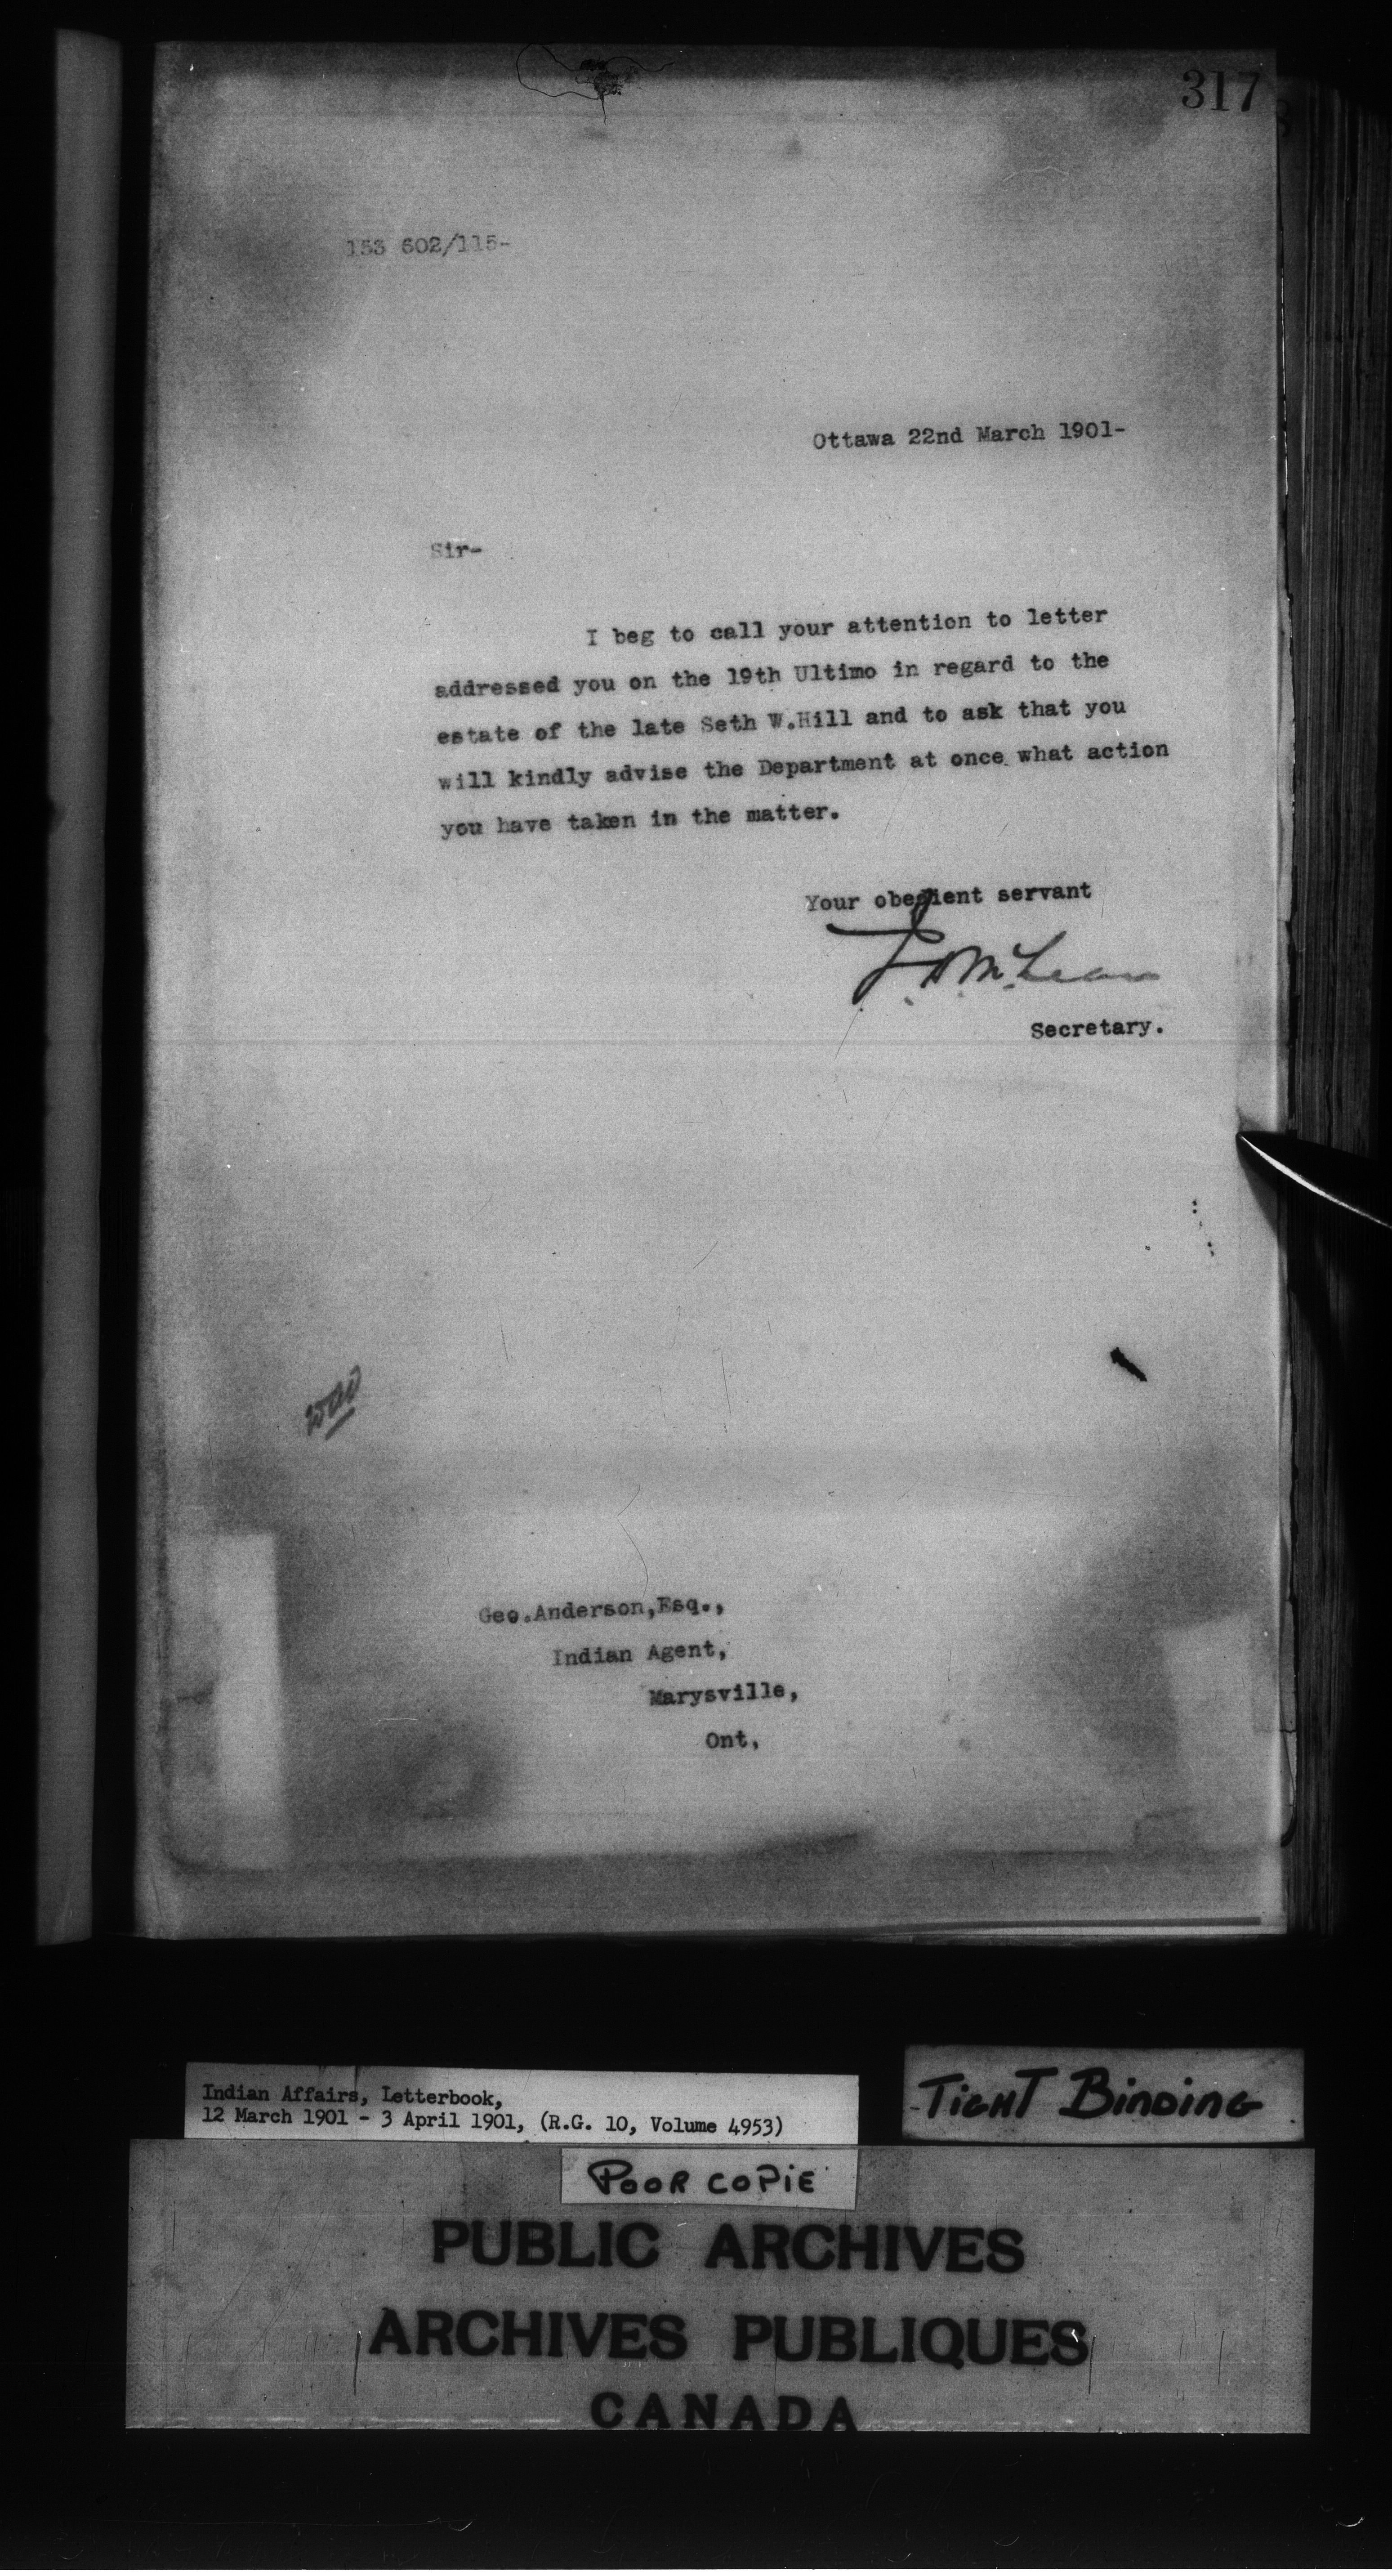 317
153 602/115-
Ottawa 22nd March 1901-
Sir-
I beg to call your attention to letter
addressed you on the 19th Ultimo in regard to the
estate of the late Seth W.Hill and to ask that you
will kindly advise the Department at once what action
you have taken in the matter.
Your obedient servant
J.D.McLean
Secretary.
Geo.Anderson,Esq.,
Indian Agent,
Marysville,
Ont,
Indian Affairs, Letterbook,
12 March 1901 - 3 April 1901, (R.G. 10, Volume 4953)
TIGHT BINDING
POOR COPIE
PUBLIC ARCHIVES
ARCHIVES PUBLIQUES
CANADA